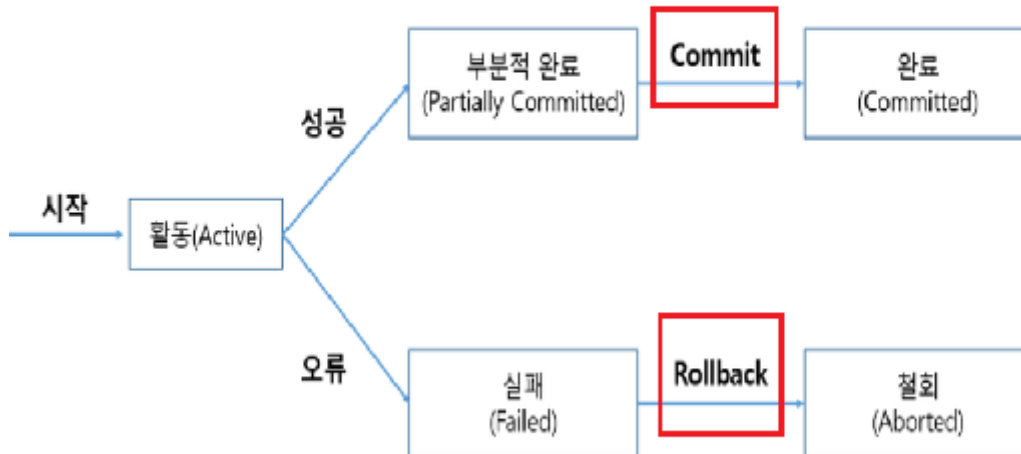 부분적 완료
(Partially Committed)
Commit
완료
(Committed)
성공
시작
활동(Active)
오류
실패
(Failed)
Rollback
철회
(Aborted)